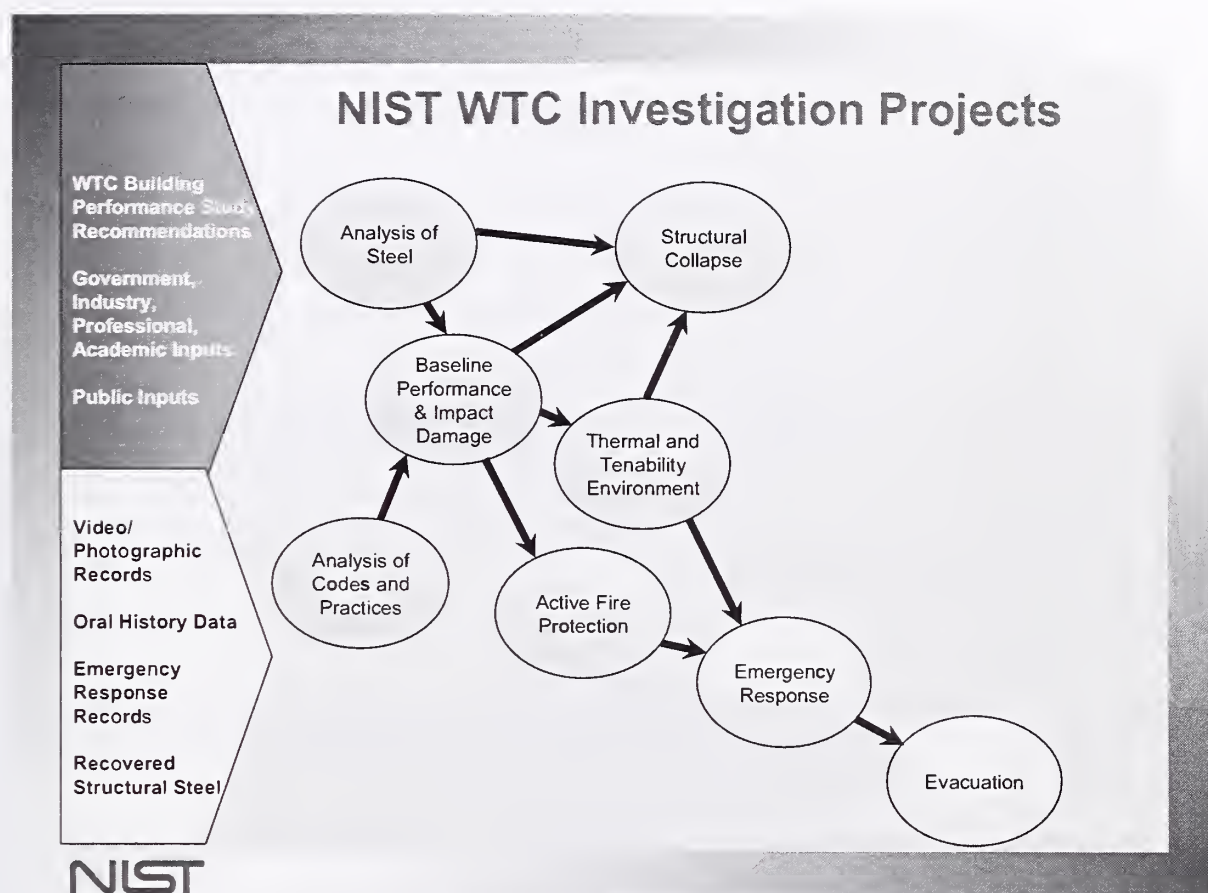 NIST WTC Investigation Projects
WTC Building
Performance Study
Recommendations
Government,
Industry,
Professional,
Academic Inputs
Public Inputs
Video/
Photographic
Records
Oral History Data
Emergency
Response
Records
Recovered
Structural Steel
Analysis of
Steel
Structural
Collapse
Baseline
Performance
& Impact
Damage
Thermal and
Tenability
Environment
Analysis of
Codes and
Practices
Active Fire
Protection
Emergency
Response
Evacuation
NIST